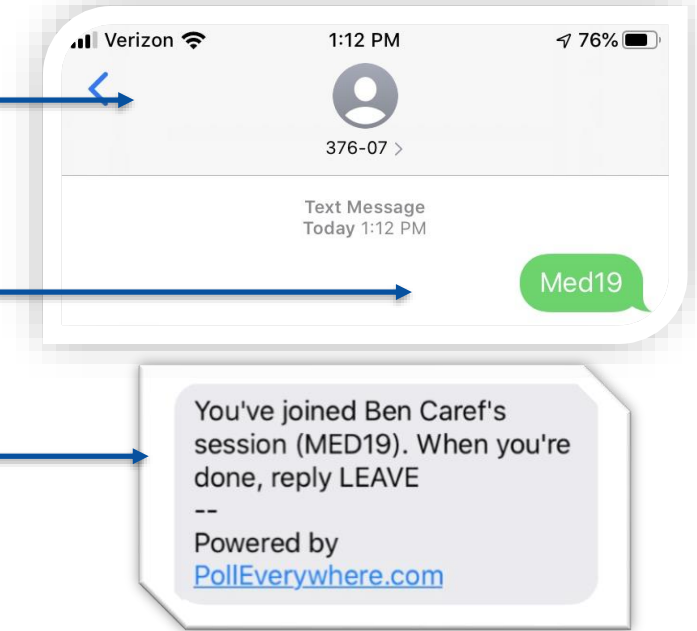 Verizon 1:12 PM 76%
376-07 >
Text Message
Today 1:12 PM
Med19
You've joined Ben Caref's
session (MED19). When you're
done, reply LEAVE
--
Powered by
PollEverywhere.com